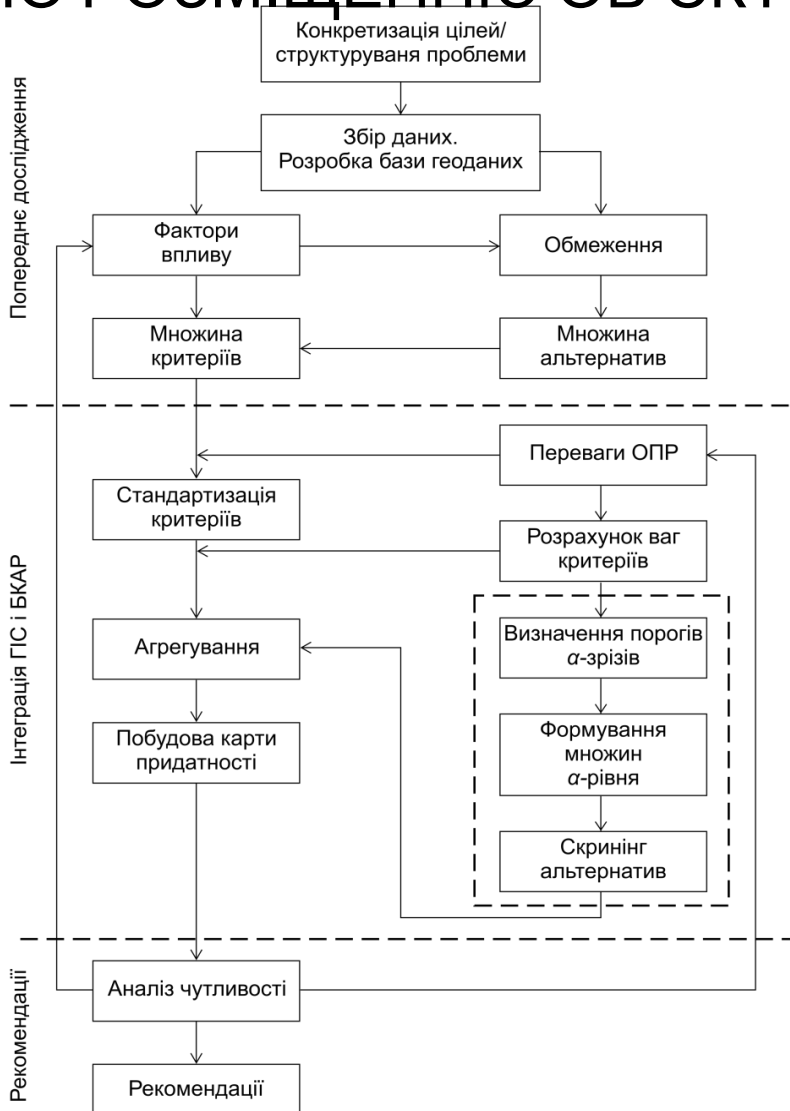 Конкретизація цілей/
структуруваня проблеми
Збір даних.
Розробка бази геоданих
Попереднє дослідження
Фактори
впливу
Обмеження
Множина
критеріїв
Множина
альтернатив
Інтеграція ГІС і БКАР
Переваги ОПР
Стандартизація
критеріїв
Розрахунок ваг
критеріїв
Визначення порогів
α-зрізів
Агрегування
Формування
множин
α-рівня
Побудова карти
придатності
Скринінг
альтернатив
Рекомендації
Аналіз чутливості
Рекомендації